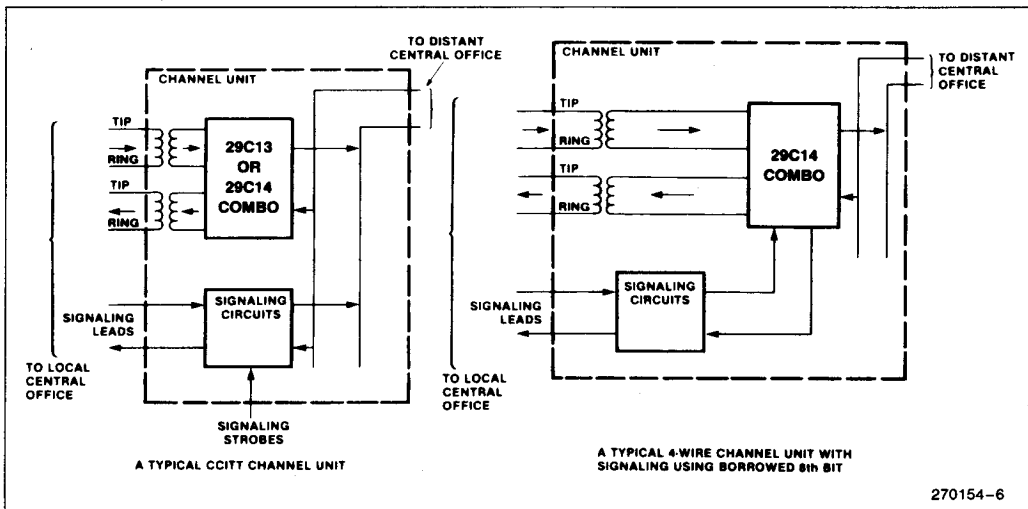 TO DISTANT
CENTRAL OFFICE
CHANNEL UNIT
TIP
RING
TIP
RING
29C13
OR
29C14
COMBO
SIGNALING
CIRCUITS
SIGNALING
LEADS
TO LOCAL
CENTRAL
OFFICE
SIGNALING
STROBES
A TYPICAL CCITT CHANNEL UNIT
CHANNEL UNIT
TO DISTANT
CENTRAL
OFFICE
TIP
RING
TIP
RING
29C14
COMBO
SIGNALING
CIRCUITS
SIGNALING
LEADS
TO LOCAL
CENTRAL
OFFICE
A TYPICAL 4-WIRE CHANNEL UNIT WITH
SIGNALING USING BORROWED 8th BIT
270154-6